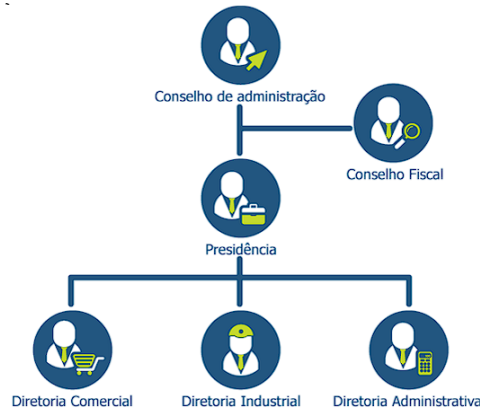 Conselho de administração
Conselho Fiscal
Presidência
Diretoria Comercial
Diretoria Industrial
Diretoria Administrativa